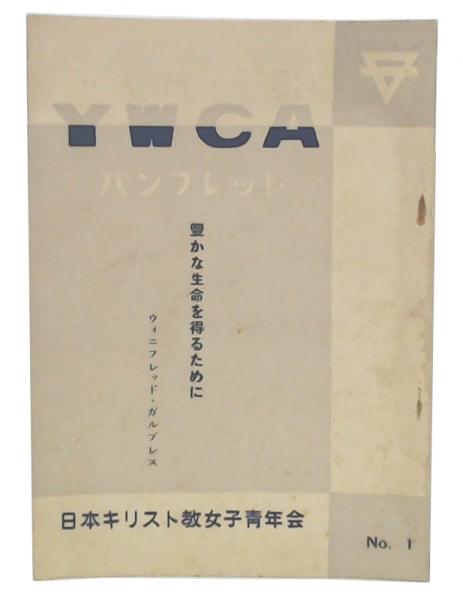 YWCA
パンフレット
豊かな生命を得るために
ウィニフレッド・ガルブレス
日本キリスト教女子青年会
No. 1